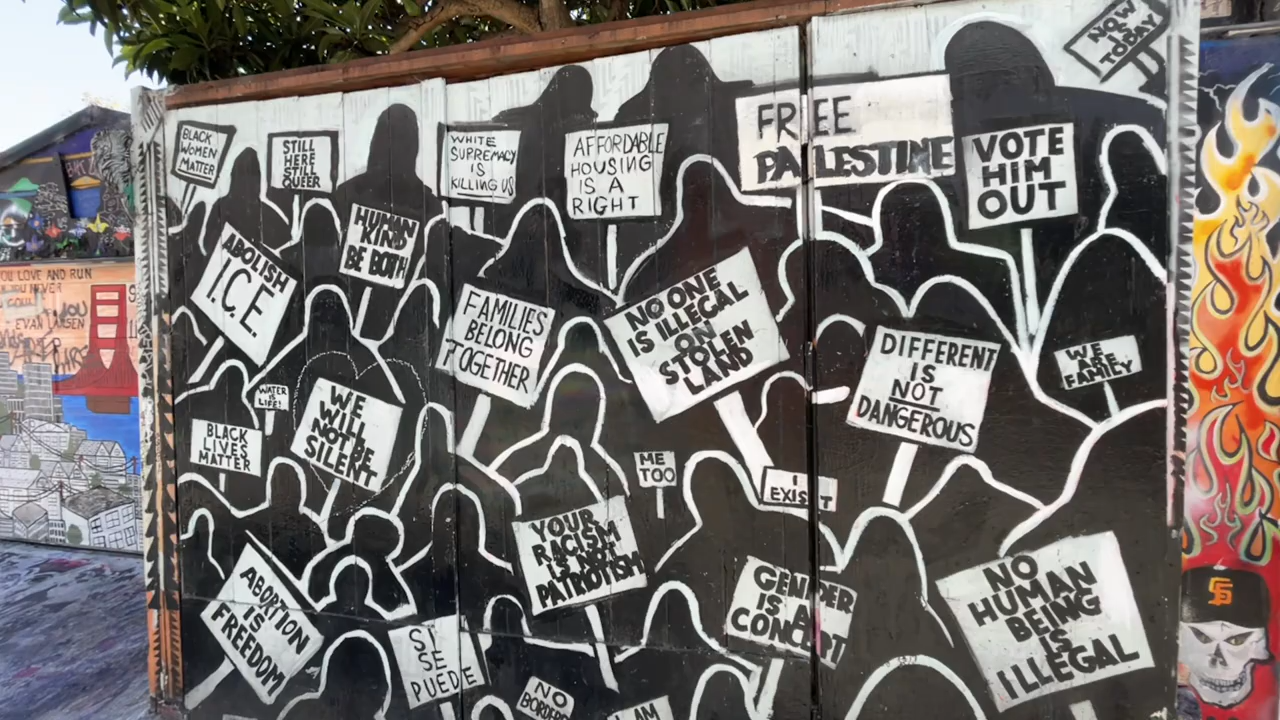 NOW
IS
TODAY
BLACK
WOMEN
MATTER
STILL
HERE
STILL
QUEER
WHITE
SUPREMACY
IS
KILLING US
AFFORDABLE
HOUSING
IS A
RIGHT
FREE
PALESTINE
VOTE
HIM
OUT
HUMAN
KIND
BE BOTH
ABOLISH
I.C.E.
FAMILIES
BELONG
TOGETHER
NO ONE
IS ILLEGAL
ON
STOLEN
LAND
DIFFERENT
IS
NOT
DANGEROUS
WE
ARE
FAMILY
WATER
IS
LIFE!
WE
WILL
NOT BE
SILENT
BLACK
LIVES
MATTER
ME
TOO
I
EXIST
YOUR
RACISM
IS NOT
PATRIOTISM
ABORTION
IS
FREEDOM
SI
SE
PUEDE
GENDER
IS A
CONCEPT
NO
HUMAN
BEING
IS
ILLEGAL
NO
BORDERS
I AM
YOU LOVE AND RUN
YOU
EVAN LARSEN
SF